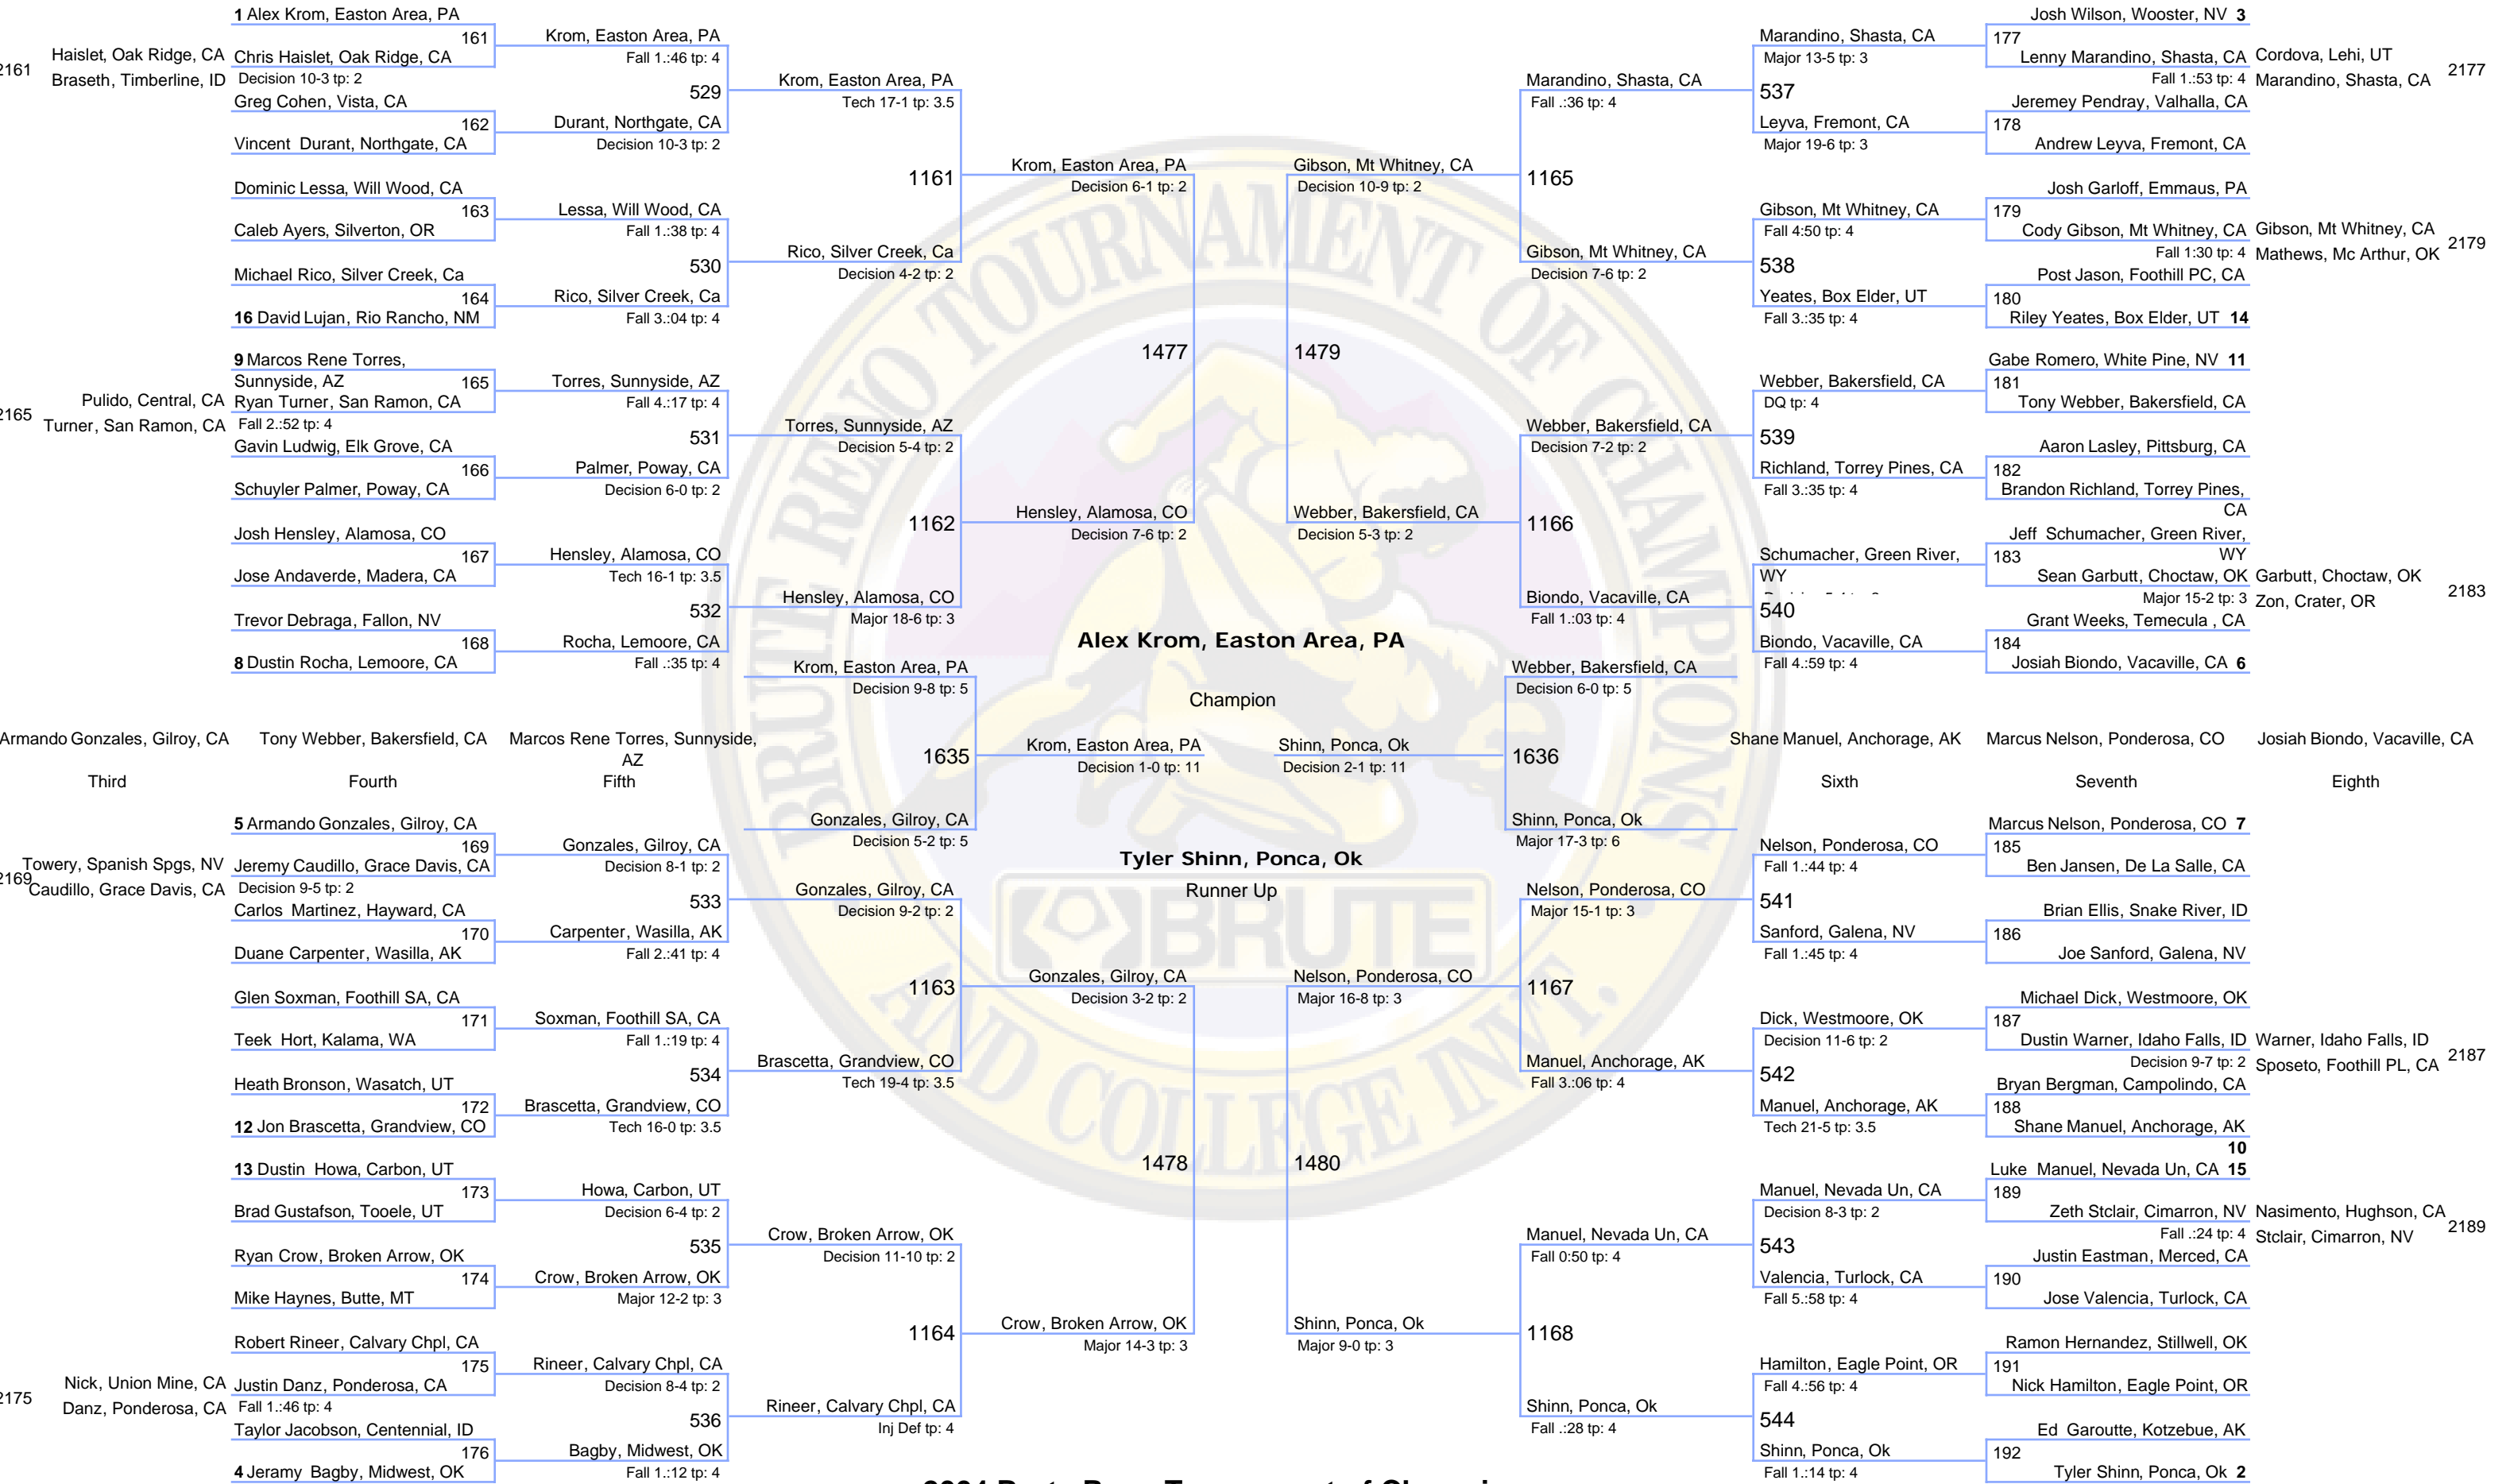 1 Alex Krom, Easton Area, PA
161
Haislet, Oak Ridge, CA
Chris Haislet, Oak Ridge, CA
2161
Braseth, Timberline, ID
Decision 10-3 tp: 2
Greg Cohen, Vista, CA
162
Vincent Durant, Northgate, CA
Dominic Lessa, Will Wood, CA
163
Caleb Ayers, Silverton, OR
Michael Rico, Silver Creek, Ca
164
16 David Lujan, Rio Rancho, NM
9 Marcos Rene Torres,
Sunnyside, AZ
165
Pulido, Central, CA
Ryan Turner, San Ramon, CA
2165
Turner, San Ramon, CA
Fall 2.:52 tp: 4
Gavin Ludwig, Elk Grove, CA
166
Schuyler Palmer, Poway, CA
Josh Hensley, Alamosa, CO
167
Jose Andaverde, Madera, CA
Trevor Debraga, Fallon, NV
168
8 Dustin Rocha, Lemoore, CA
Krom, Easton Area, PA
Fall 1.:46 tp: 4
529
Durant, Northgate, CA
Decision 10-3 tp: 2
Lessa, Will Wood, CA
Fall 1.:38 tp: 4
530
Rico, Silver Creek, Ca
Fall 3.:04 tp: 4
Torres, Sunnyside, AZ
Fall 4.:17 tp: 4
531
Palmer, Poway, CA
Decision 6-0 tp: 2
Hensley, Alamosa, CO
Tech 16-1 tp: 3.5
532
Rocha, Lemoore, CA
Fall .:35 tp: 4
Krom, Easton Area, PA
Tech 17-1 tp: 3.5
1161
Rico, Silver Creek, Ca
Decision 4-2 tp: 2
Torres, Sunnyside, AZ
Decision 5-4 tp: 2
1162
Hensley, Alamosa, CO
Major 18-6 tp: 3
Krom, Easton Area, PA
Decision 6-1 tp: 2
1477
Hensley, Alamosa, CO
Decision 7-6 tp: 2
Gibson, Mt Whitney, CA
Decision 10-9 tp: 2
1479
Webber, Bakersfield, CA
Decision 5-3 tp: 2
Marandino, Shasta, CA
Fall .:36 tp: 4
1165
Gibson, Mt Whitney, CA
Decision 7-6 tp: 2
Webber, Bakersfield, CA
Decision 7-2 tp: 2
1166
Biondo, Vacaville, CA
Fall 1.:03 tp: 4
Marandino, Shasta, CA
Major 13-5 tp: 3
537
Leyva, Fremont, CA
Major 19-6 tp: 3
Gibson, Mt Whitney, CA
Fall 4:50 tp: 4
538
Yeates, Box Elder, UT
Fall 3.:35 tp: 4
Webber, Bakersfield, CA
DQ tp: 4
539
Richland, Torrey Pines, CA
Fall 3.:35 tp: 4
Schumacher, Green River,
WY
540
Biondo, Vacaville, CA
Fall 4.:59 tp: 4
Josh Wilson, Wooster, NV 3
177
Lenny Marandino, Shasta, CA
Cordova, Lehi, UT
2177
Fall 1.:53 tp: 4
Marandino, Shasta, CA
Jeremey Pendray, Valhalla, CA
178
Andrew Leyva, Fremont, CA
Josh Garloff, Emmaus, PA
179
Cody Gibson, Mt Whitney, CA
Gibson, Mt Whitney, CA
2179
Fall 1:30 tp: 4
Mathews, Mc Arthur, OK
Post Jason, Foothill PC, CA
180
Riley Yeates, Box Elder, UT 14
Gabe Romero, White Pine, NV 11
181
Tony Webber, Bakersfield, CA
Aaron Lasley, Pittsburg, CA
182
Brandon Richland, Torrey Pines,
CA
Jeff Schumacher, Green River,
WY
183
Sean Garbutt, Choctaw, OK
Garbutt, Choctaw, OK
2183
Major 15-2 tp: 3
Zon, Crater, OR
Grant Weeks, Temecula , CA
184
Josiah Biondo, Vacaville, CA 6
BRUTE RENO TOURNAMENT OF CHAMPIONS
AND COLLEGE INVT.
BRUTE
Alex Krom, Easton Area, PA
Champion
Krom, Easton Area, PA
Decision 9-8 tp: 5
1635
Gonzales, Gilroy, CA
Decision 5-2 tp: 5
Krom, Easton Area, PA
Decision 1-0 tp: 11
Shinn, Ponca, Ok
Decision 2-1 tp: 11
Webber, Bakersfield, CA
Decision 6-0 tp: 5
1636
Shinn, Ponca, Ok
Major 17-3 tp: 6
Tyler Shinn, Ponca, Ok
Runner Up
Armando Gonzales, Gilroy, CA
Third
Tony Webber, Bakersfield, CA
Fourth
Marcos Rene Torres, Sunnyside,
AZ
Fifth
Shane Manuel, Anchorage, AK
Sixth
Marcus Nelson, Ponderosa, CO
Seventh
Josiah Biondo, Vacaville, CA
Eighth
5 Armando Gonzales, Gilroy, CA
169
Towery, Spanish Spgs, NV
Jeremy Caudillo, Grace Davis, CA
2169
Caudillo, Grace Davis, CA
Decision 9-5 tp: 2
Carlos Martinez, Hayward, CA
170
Duane Carpenter, Wasilla, AK
Glen Soxman, Foothill SA, CA
171
Teek Hort, Kalama, WA
Heath Bronson, Wasatch, UT
172
12 Jon Brascetta, Grandview, CO
13 Dustin Howa, Carbon, UT
173
Brad Gustafson, Tooele, UT
Ryan Crow, Broken Arrow, OK
174
Mike Haynes, Butte, MT
Robert Rineer, Calvary Chpl, CA
175
Nick, Union Mine, CA
Justin Danz, Ponderosa, CA
2175
Danz, Ponderosa, CA
Fall 1.:46 tp: 4
Taylor Jacobson, Centennial, ID
176
4 Jeramy Bagby, Midwest, OK
Gonzales, Gilroy, CA
Decision 8-1 tp: 2
533
Carpenter, Wasilla, AK
Fall 2.:41 tp: 4
Soxman, Foothill SA, CA
Fall 1.:19 tp: 4
534
Brascetta, Grandview, CO
Tech 16-0 tp: 3.5
Howa, Carbon, UT
Decision 6-4 tp: 2
535
Crow, Broken Arrow, OK
Major 12-2 tp: 3
Rineer, Calvary Chpl, CA
Decision 8-4 tp: 2
536
Bagby, Midwest, OK
Fall 1.:12 tp: 4
Gonzales, Gilroy, CA
Decision 9-2 tp: 2
1163
Brascetta, Grandview, CO
Tech 19-4 tp: 3.5
Crow, Broken Arrow, OK
Decision 11-10 tp: 2
1164
Rineer, Calvary Chpl, CA
Inj Def tp: 4
Gonzales, Gilroy, CA
Decision 3-2 tp: 2
1478
Crow, Broken Arrow, OK
Major 14-3 tp: 3
Nelson, Ponderosa, CO
Major 16-8 tp: 3
1480
Shinn, Ponca, Ok
Major 9-0 tp: 3
Nelson, Ponderosa, CO
Major 15-1 tp: 3
1167
Manuel, Anchorage, AK
Fall 3.:06 tp: 4
Manuel, Nevada Un, CA
Fall 0:50 tp: 4
1168
Shinn, Ponca, Ok
Fall .:28 tp: 4
Nelson, Ponderosa, CO
Fall 1.:44 tp: 4
541
Sanford, Galena, NV
Fall 1.:45 tp: 4
Dick, Westmoore, OK
Decision 11-6 tp: 2
542
Manuel, Anchorage, AK
Tech 21-5 tp: 3.5
Manuel, Nevada Un, CA
Decision 8-3 tp: 2
543
Valencia, Turlock, CA
Fall 5.:58 tp: 4
Hamilton, Eagle Point, OR
Fall 4.:56 tp: 4
544
Shinn, Ponca, Ok
Fall 1.:14 tp: 4
Marcus Nelson, Ponderosa, CO 7
185
Ben Jansen, De La Salle, CA
Brian Ellis, Snake River, ID
186
Joe Sanford, Galena, NV
Michael Dick, Westmoore, OK
187
Dustin Warner, Idaho Falls, ID
Warner, Idaho Falls, ID
2187
Decision 9-7 tp: 2
Sposeto, Foothill PL, CA
Bryan Bergman, Campolindo, CA
188
Shane Manuel, Anchorage, AK
10
Luke Manuel, Nevada Un, CA 15
189
Zeth Stclair, Cimarron, NV
Nasimento, Hughson, CA
2189
Fall .:24 tp: 4
Stclair, Cimarron, NV
Justin Eastman, Merced, CA
190
Jose Valencia, Turlock, CA
Ramon Hernandez, Stillwell, OK
191
Nick Hamilton, Eagle Point, OR
Ed Garoutte, Kotzebue, AK
192
Tyler Shinn, Ponca, Ok 2